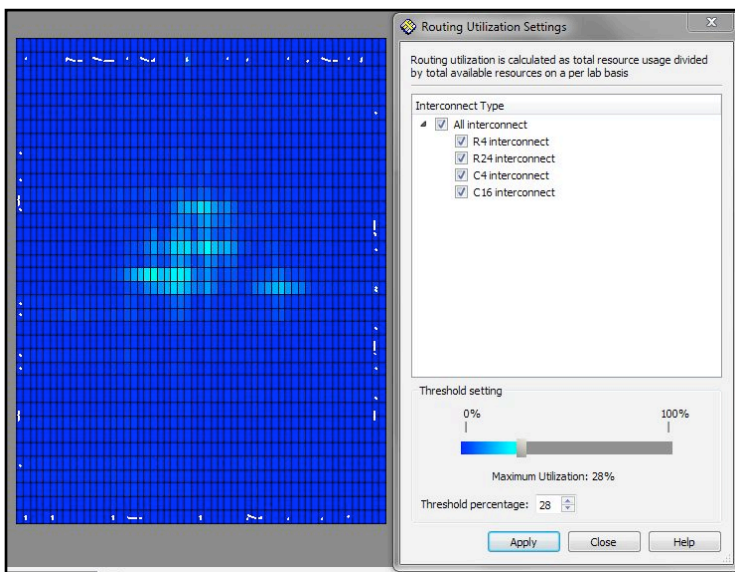 Routing Utilization Settings
Routing utilization is calculated as total resource usage divided
by total available resources on a per lab basis
Interconnect Type
All interconnect
R4 interconnect
R24 interconnect
C4 interconnect
C16 interconnect
Threshold setting
0% 100%
Maximum Utilization: 28%
Threshold percentage: 28
Apply Close Help